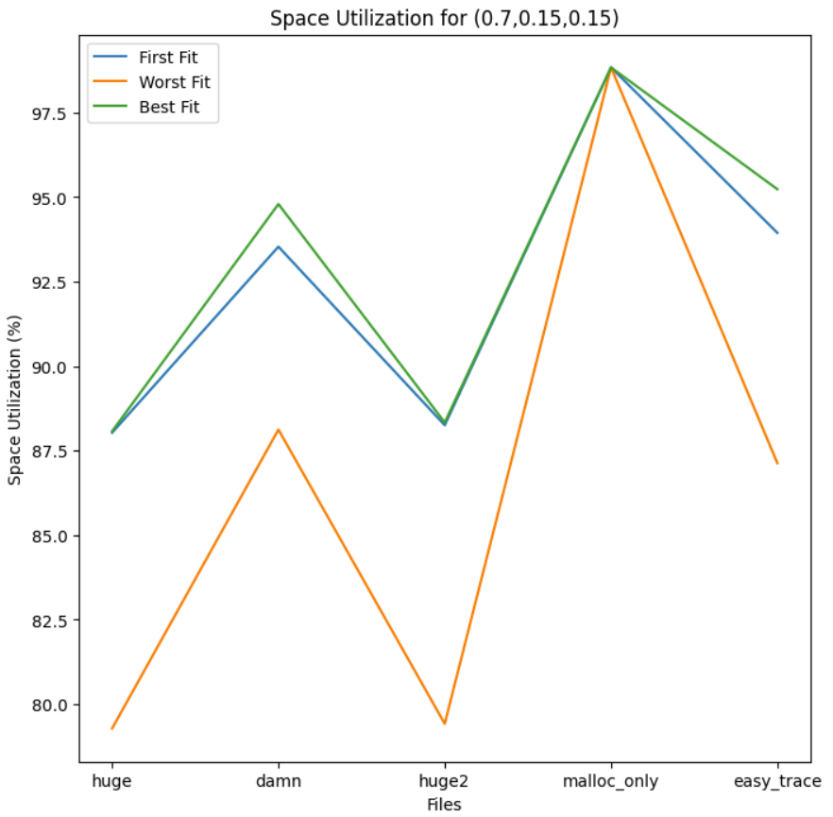 Space Utilization for (0.7,0.15,0.15)
First Fit
Worst Fit
Best Fit
97.5
95.0
92.5
90.0
87.5
85.0
82.5
80.0
Space Utilization (%)
huge damn huge2 malloc_only easy_trace
Files